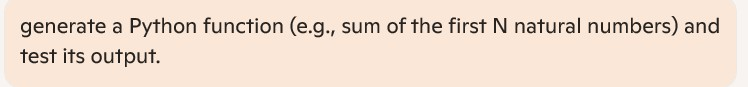 generate a Python function (e.g., sum of the first N natural numbers) and
test its output.